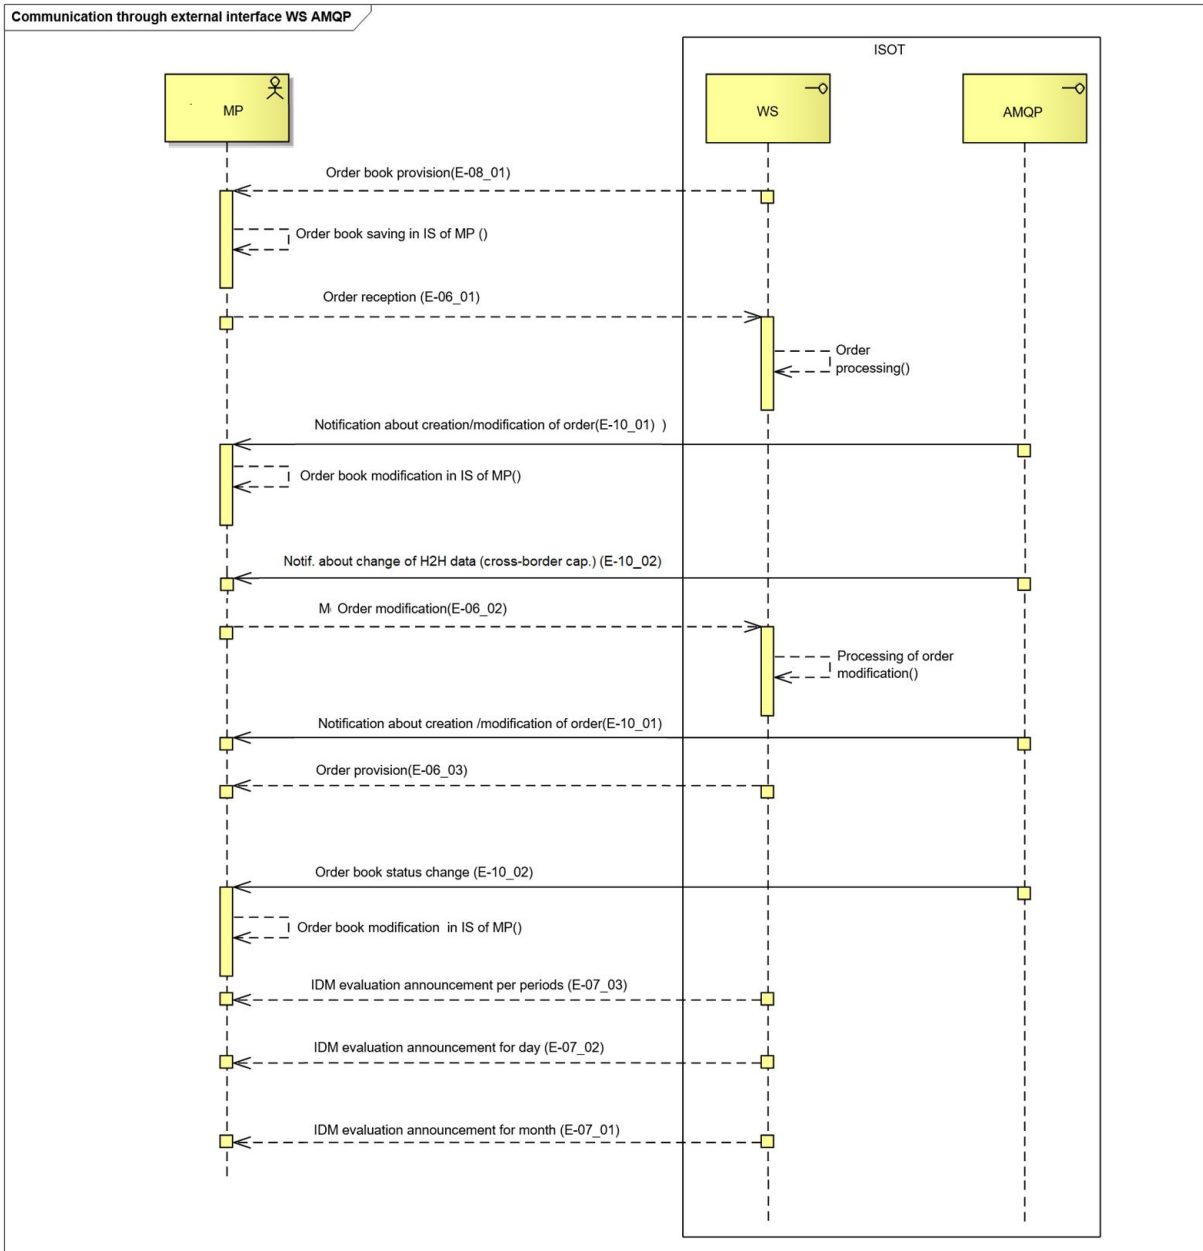 Communication through external interface WS AMQP
ISOT
MP
WS
AMQP
Order book provision(E-08_01)
Order book saving in IS of MP ()
Order reception (E-06_01)
Order
processing()
Notification about creation/modification of order(E-10_01)  )
Order book modification in IS of MP()
Notif. about change of H2H data (cross-border cap.) (E-10_02)
M Order modification(E-06_02)
Processing of order
modification()
Notification about creation /modification of order(E-10_01)
Order provision(E-06_03)
Order book status change (E-10_02)
Order book modification  in IS of MP()
IDM evaluation announcement per periods (E-07_03)
IDM evaluation announcement for day (E-07_02)
IDM evaluation announcement for month (E-07_01)